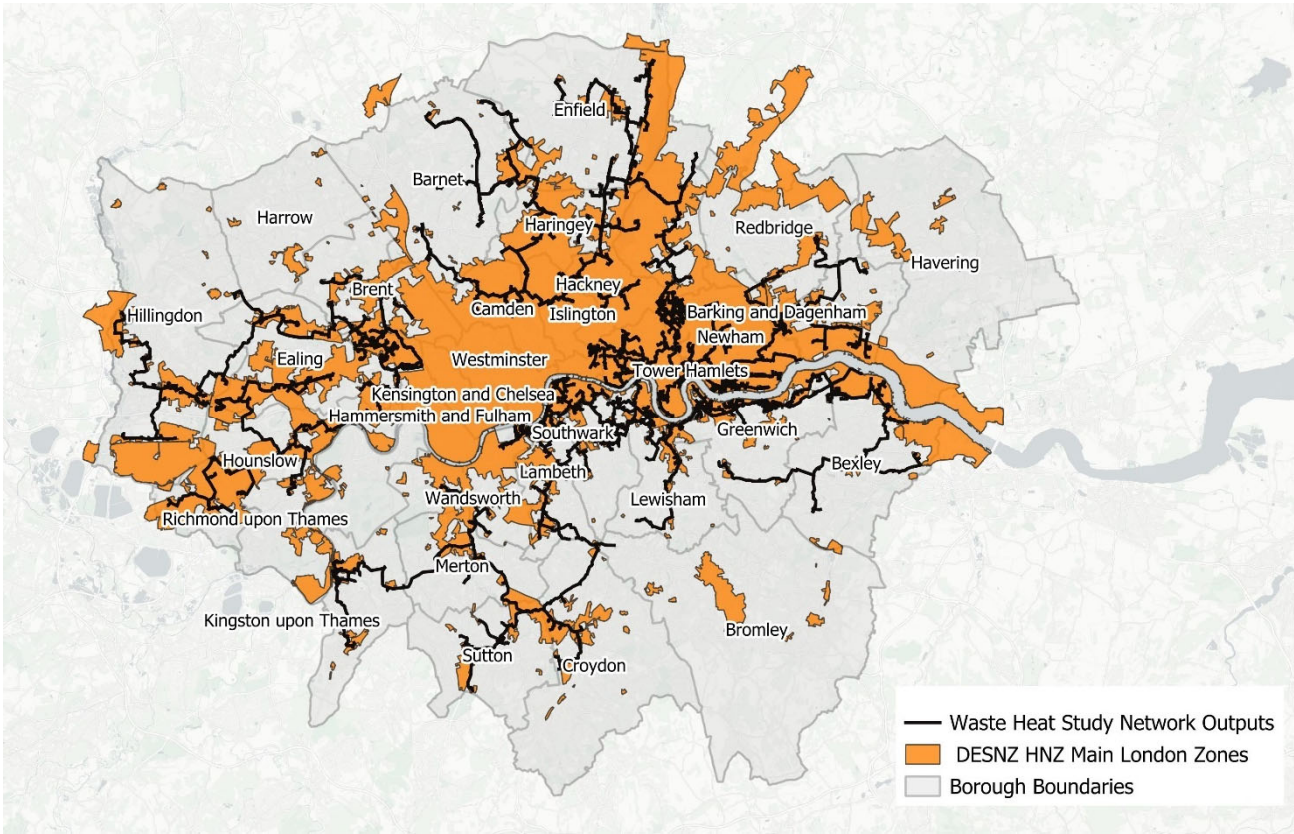 Enfield
Barnet
Harrow
Haringey
Redbridge
Havering
Hackney
Brent
Camden
Islington
Barking and Dagenham
Hillingdon
Newham
Ealing
Westminster
Tower Hamlets
Kensington and Chelsea
Hammersmith and Fulham
Southwark
Greenwich
Hounslow
Lambeth
Bexley
Wandsworth
Lewisham
Richmond upon Thames
Merton
Kingston upon Thames
Bromley
Sutton
Croydon
Waste Heat Study Network Outputs
DESNZ HNZ Main London Zones
Borough Boundaries